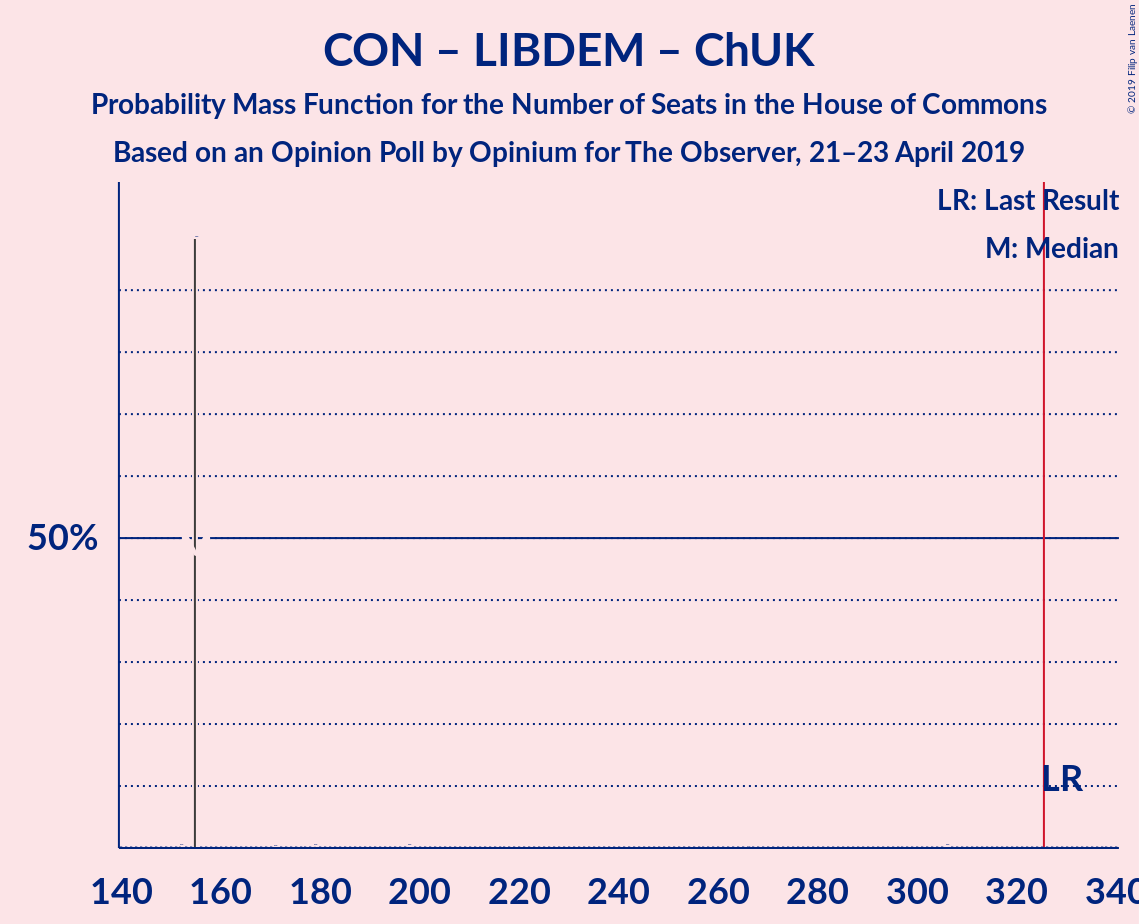 CON – LIBDEM – ChUK
Probability Mass Function for the Number of Seats in the House of Commons
Based on an Opinion Poll by Opinium for The Observer, 21–23 April 2019
© 2019 Filip van Laenen
LR: Last Result
M: Median
50%
LR
140 160 180 200 220 240 260 280 300 320 340